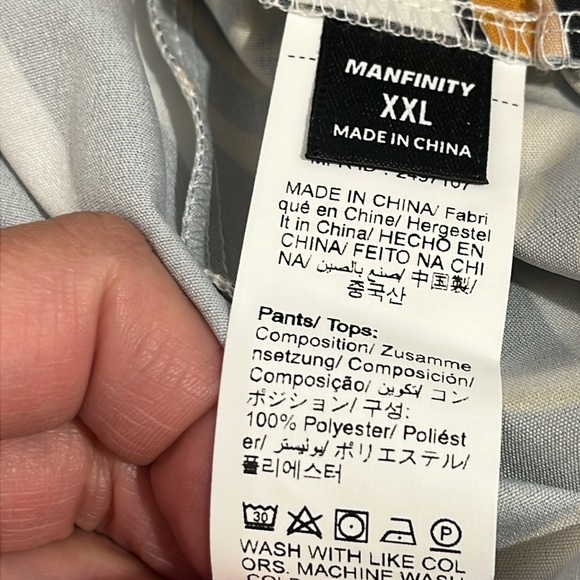 MANFINITY
XXL
MADE IN CHINA
MADE IN CHINA/ Fabri
qué en Chine/ Hergestel
lt in China/ HECHO EN
CHINA/ FEITO NA CHI
NA/ صنع بالصين/ 中国製/
중국산
Pants/ Tops:
Composition/ Zusamme
nsetzung/ Composición/
Composição/ تكوين/ コン
ポジション/ 구성:
100% Polyester/ Poliést
er/ بوليستر/ ポリエステル/
폴리에스터
30 P
WASH WITH LIKE COL
ORS. MACHINE WASH